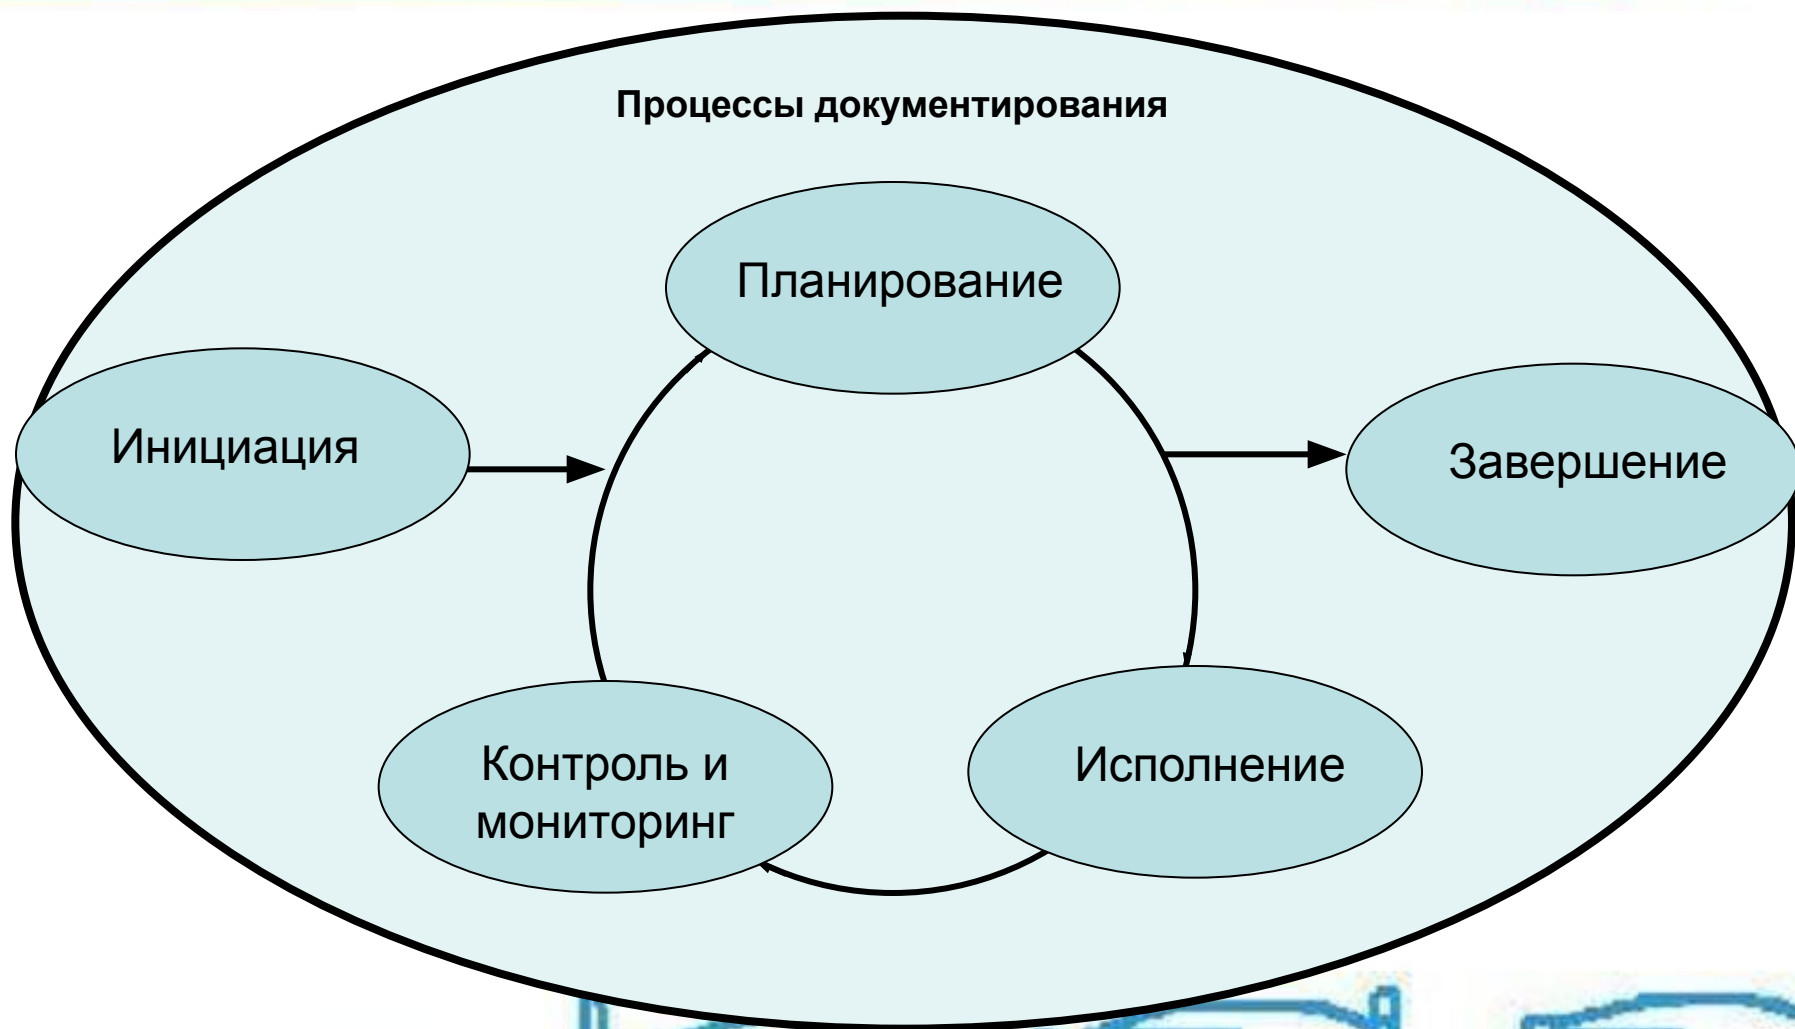 Процессы документирования
Планирование
Инициация
Завершение
Контроль и
мониторинг
Исполнение